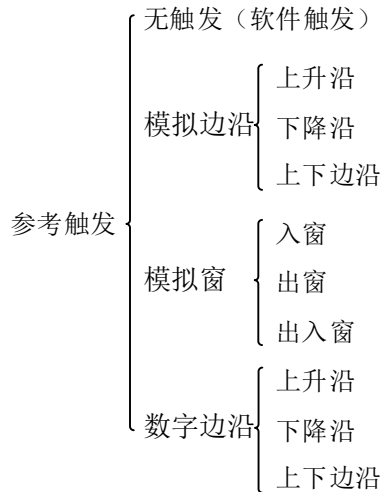 无触发（软件触发）
上升沿
模拟边沿
下降沿
上下边沿
参考触发
入窗
模拟窗
出窗
出入窗
上升沿
数字边沿
下降沿
上下边沿